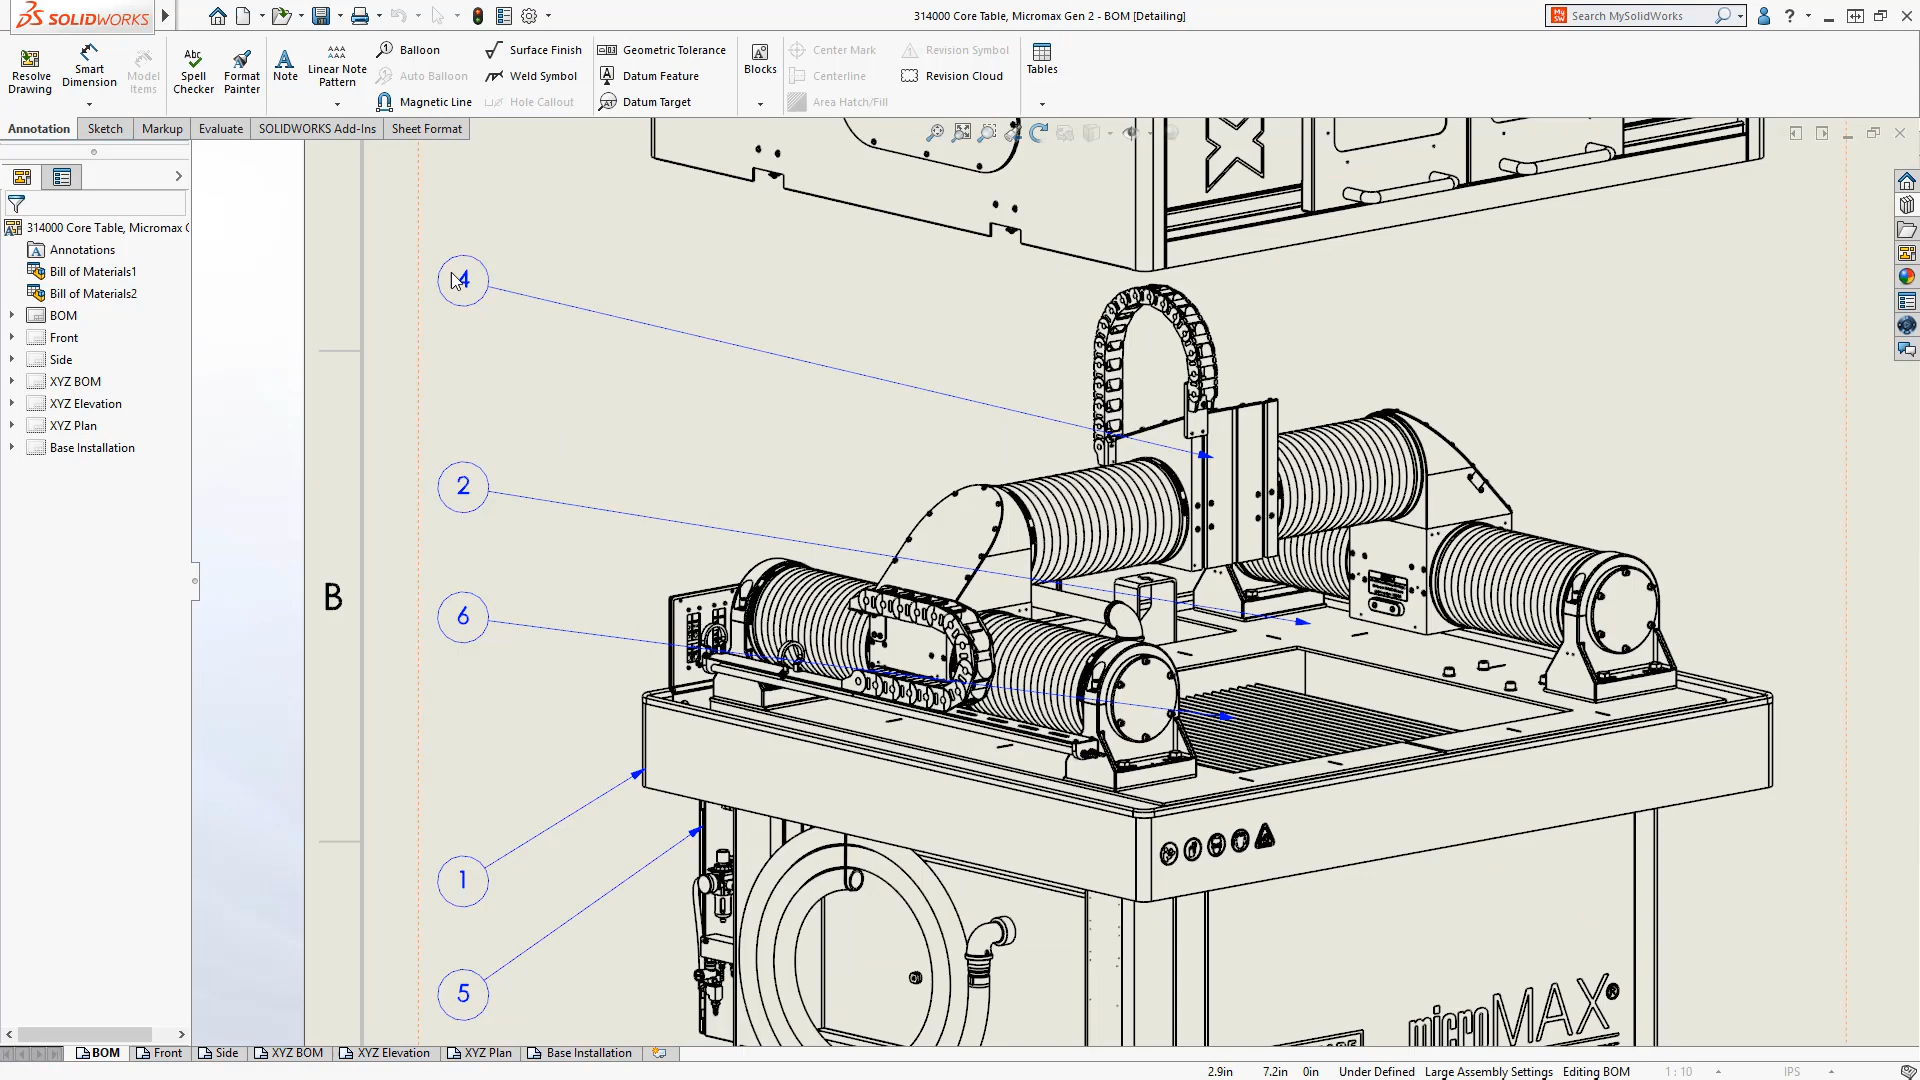 SOLIDWORKS
314000 Core Table, Micromax Gen 2 - BOM [Detailing]
Search MySolidWorks
Resolve Drawing
Smart Dimension
Model Items
Spell Checker
Format Painter
Note
Linear Note Pattern
Balloon
Auto Balloon
Magnetic Line
Surface Finish
Weld Symbol
Hole Callout
Geometric Tolerance
Datum Feature
Datum Target
Blocks
Center Mark
Centerline
Area Hatch/Fill
Revision Symbol
Revision Cloud
Tables
Annotation
Sketch
Markup
Evaluate
SOLIDWORKS Add-Ins
Sheet Format
314000 Core Table, Micromax
Annotations
Bill of Materials1
Bill of Materials2
BOM
Front
Side
XYZ BOM
XYZ Elevation
XYZ Plan
Base Installation
4
2
B
6
1
5
microMAX®
BOM
Front
Side
XYZ BOM
XYZ Elevation
XYZ Plan
Base Installation
2.9in
7.2in
0in
Under Defined
Large Assembly Settings
Editing BOM
1 : 10
IPS